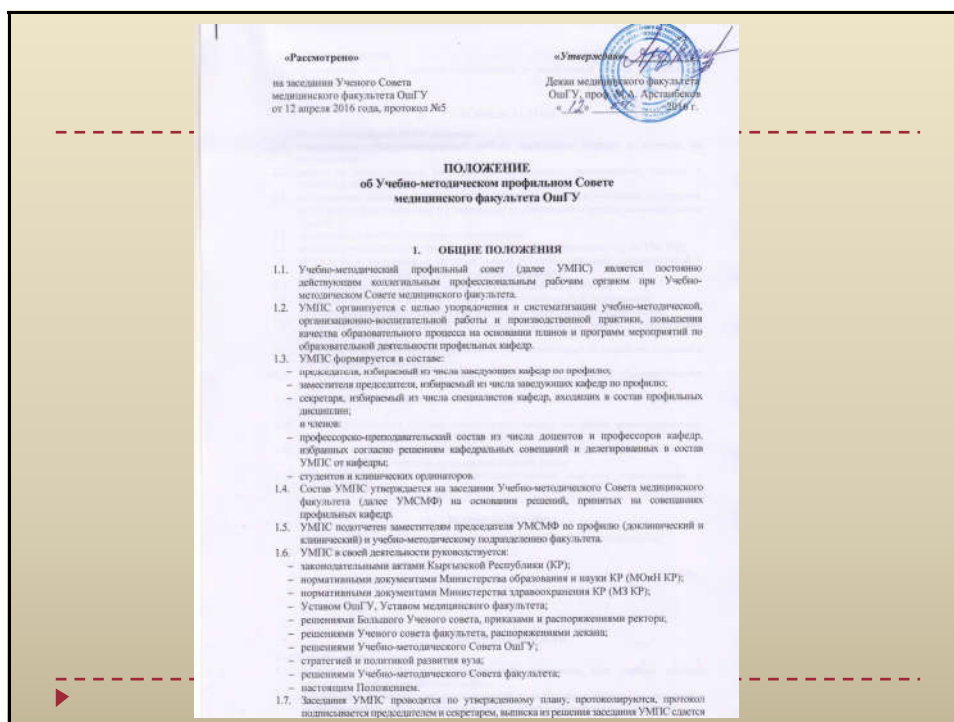 «Рассмотрено»
на заседании Ученого Совета
медицинского факультета ОшГУ
от 12 апреля 2016 года, протокол №5
«Утверждаю»
Декан медицинского факультета
ОшГУ, проф. Арстанбеков
«12» 2016 г.
ПОЛОЖЕНИЕ
об Учебно-методическом профильном Совете
медицинского факультета ОшГУ
1. ОБЩИЕ ПОЛОЖЕНИЯ
1.1. Учебно-методический профильный совет (далее УМПС) является постоянно
действующим коллегиальным профессиональным рабочим органом при Учебно-
методическом Совете медицинского факультета.
1.2. УМПС организуется с целью упорядочения и систематизации учебно-методической,
организационно-воспитательной работы и производственной практики, повышения
качества образовательного процесса на основании планов и программ мероприятий по
образовательной деятельности профильных кафедр.
1.3. УМПС формируется в составе:
– председателя, избираемый из числа заведующих кафедр по профилю;
– заместителя председателя, избираемый из числа заведующих кафедр по профилю;
– секретаря, избираемый из числа специалистов кафедр, входящих в состав профильных
дисциплин;
и членов:
– профессорско-преподавательский состав из числа доцентов и профессоров кафедр,
избранных согласно решениям кафедральных совещаний и делегированных в состав
УМПС от кафедры;
– студентов и клинических ординаторов.
1.4. Состав УМПС утверждается на заседании Учебно-методического Совета медицинского
факультета (далее УМСМФ) на основании решений, принятых на совещаниях
профильных кафедр.
1.5. УМПС подотчетен заместителям председателя УМСМФ по профилю (доклинический и
клинический) и учебно-методическому подразделению факультета.
1.6. УМПС в своей деятельности руководствуется:
– законодательными актами Кыргызской Республики (КР);
– нормативными документами Министерства образования и науки КР (МОиН КР);
– нормативными документами Министерства здравоохранения КР (МЗ КР);
– Уставом ОшГУ, Уставом медицинского факультета;
– решениями Большого Ученого совета, приказами и распоряжениями ректора;
– решениями Ученого совета факультета, распоряжениями декана;
– решениями Учебно-методического Совета ОшГУ;
– стратегией и политикой развития вуза;
– решениями Учебно-методического Совета факультета;
– настоящим Положением.
1.7. Заседания УМПС проводятся по утвержденному плану, протоколируются, протокол
подписывается председателем и секретарем, выписка из решения заседания УМПС сдается